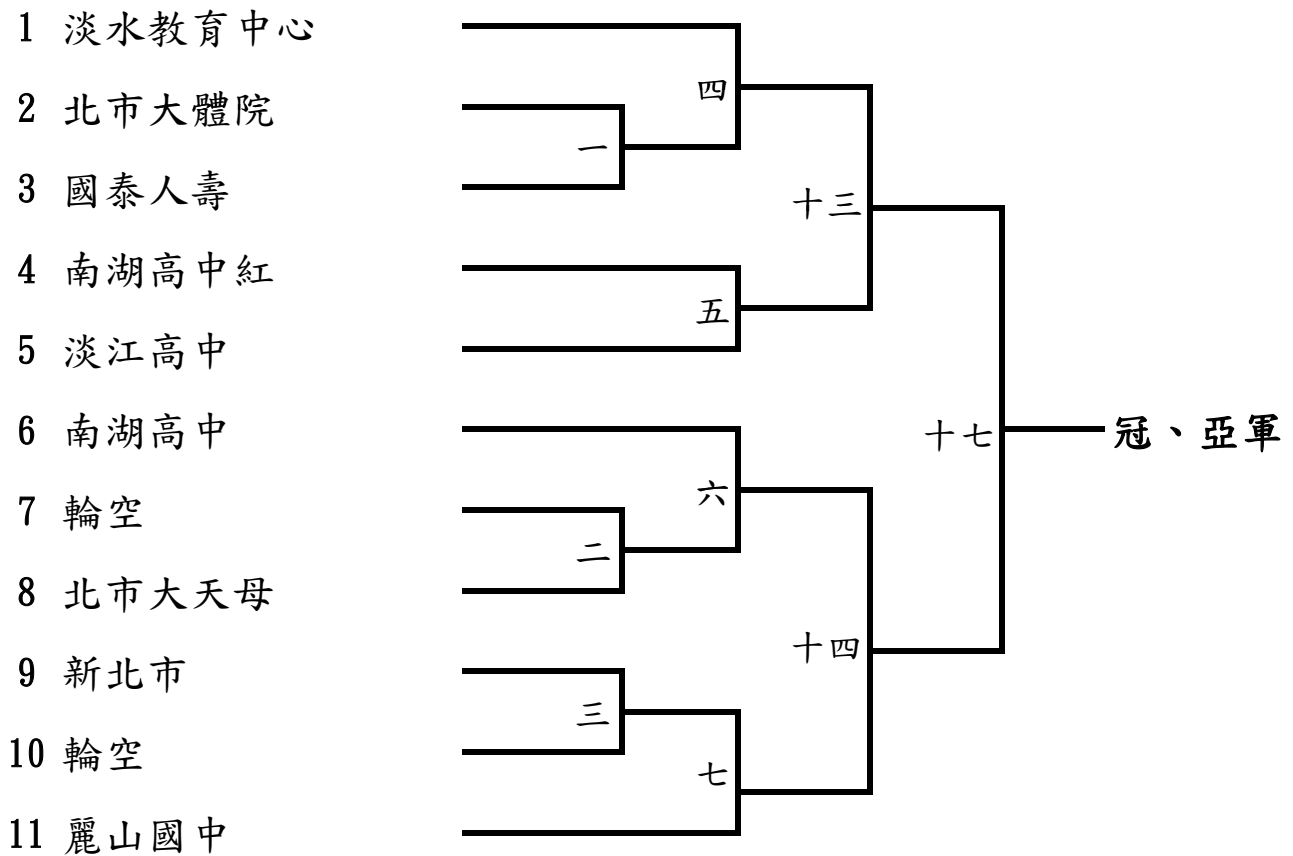 1 淡水教育中心
四
2 北市大體院
一
3 國泰人壽
十三
4 南湖高中紅
五
5 淡江高中
6 南湖高中
十七 冠、亞軍
六
7 輪空
二
8 北市大天母
十四
9 新北市
三
10 輪空
七
11 麗山國中